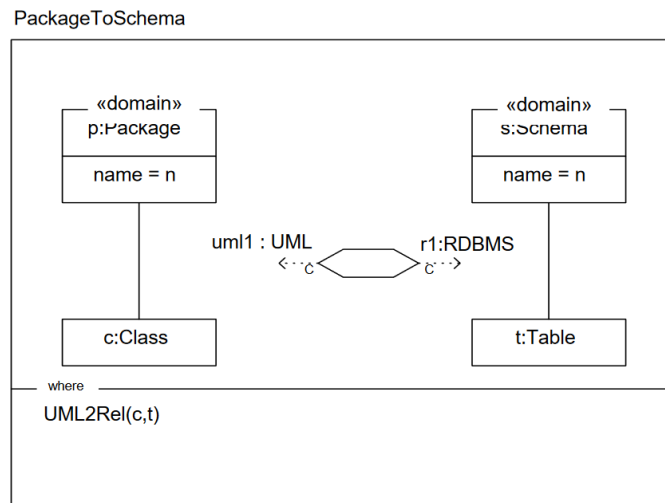 PackageToSchema
«domain»
p:Package
name = n
«domain»
s:Schema
name = n
uml1 : UML
r1:RDBMS
C
C
c:Class
t:Table
where
UML2Rel(c,t)